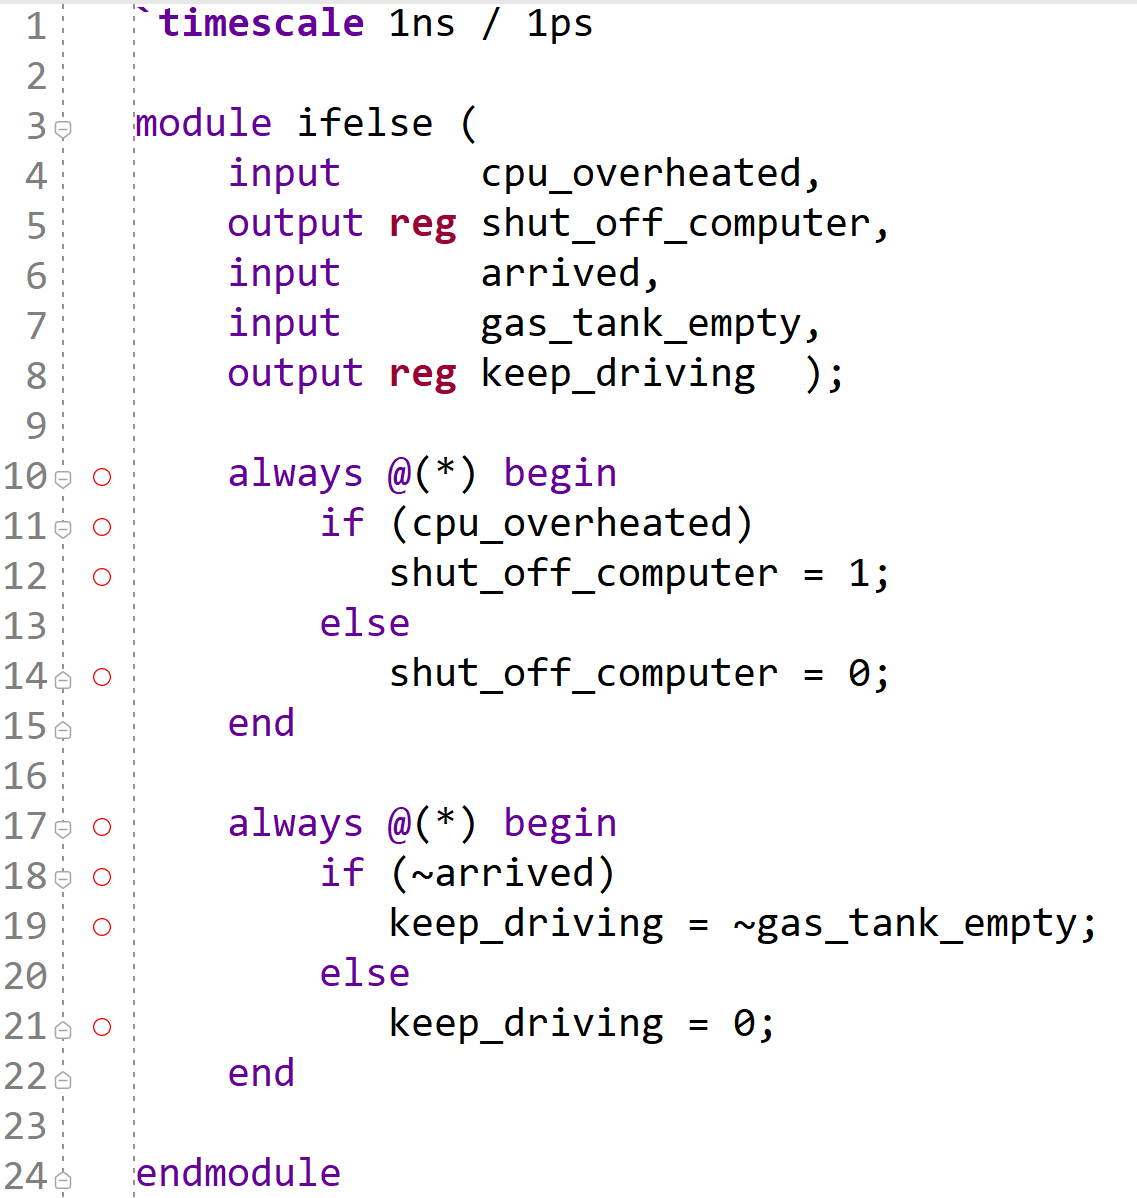 1 `timescale 1ns / 1ps
2
3 module ifelse (
4     input      cpu_overheated,
5     output reg shut_off_computer,
6     input      arrived,
7     input      gas_tank_empty,
8     output reg keep_driving  );
9
10     always @(*) begin
11         if (cpu_overheated)
12            shut_off_computer = 1;
13         else
14            shut_off_computer = 0;
15     end
16
17     always @(*) begin
18         if (~arrived)
19            keep_driving = ~gas_tank_empty;
20         else
21            keep_driving = 0;
22     end
23
24 endmodule